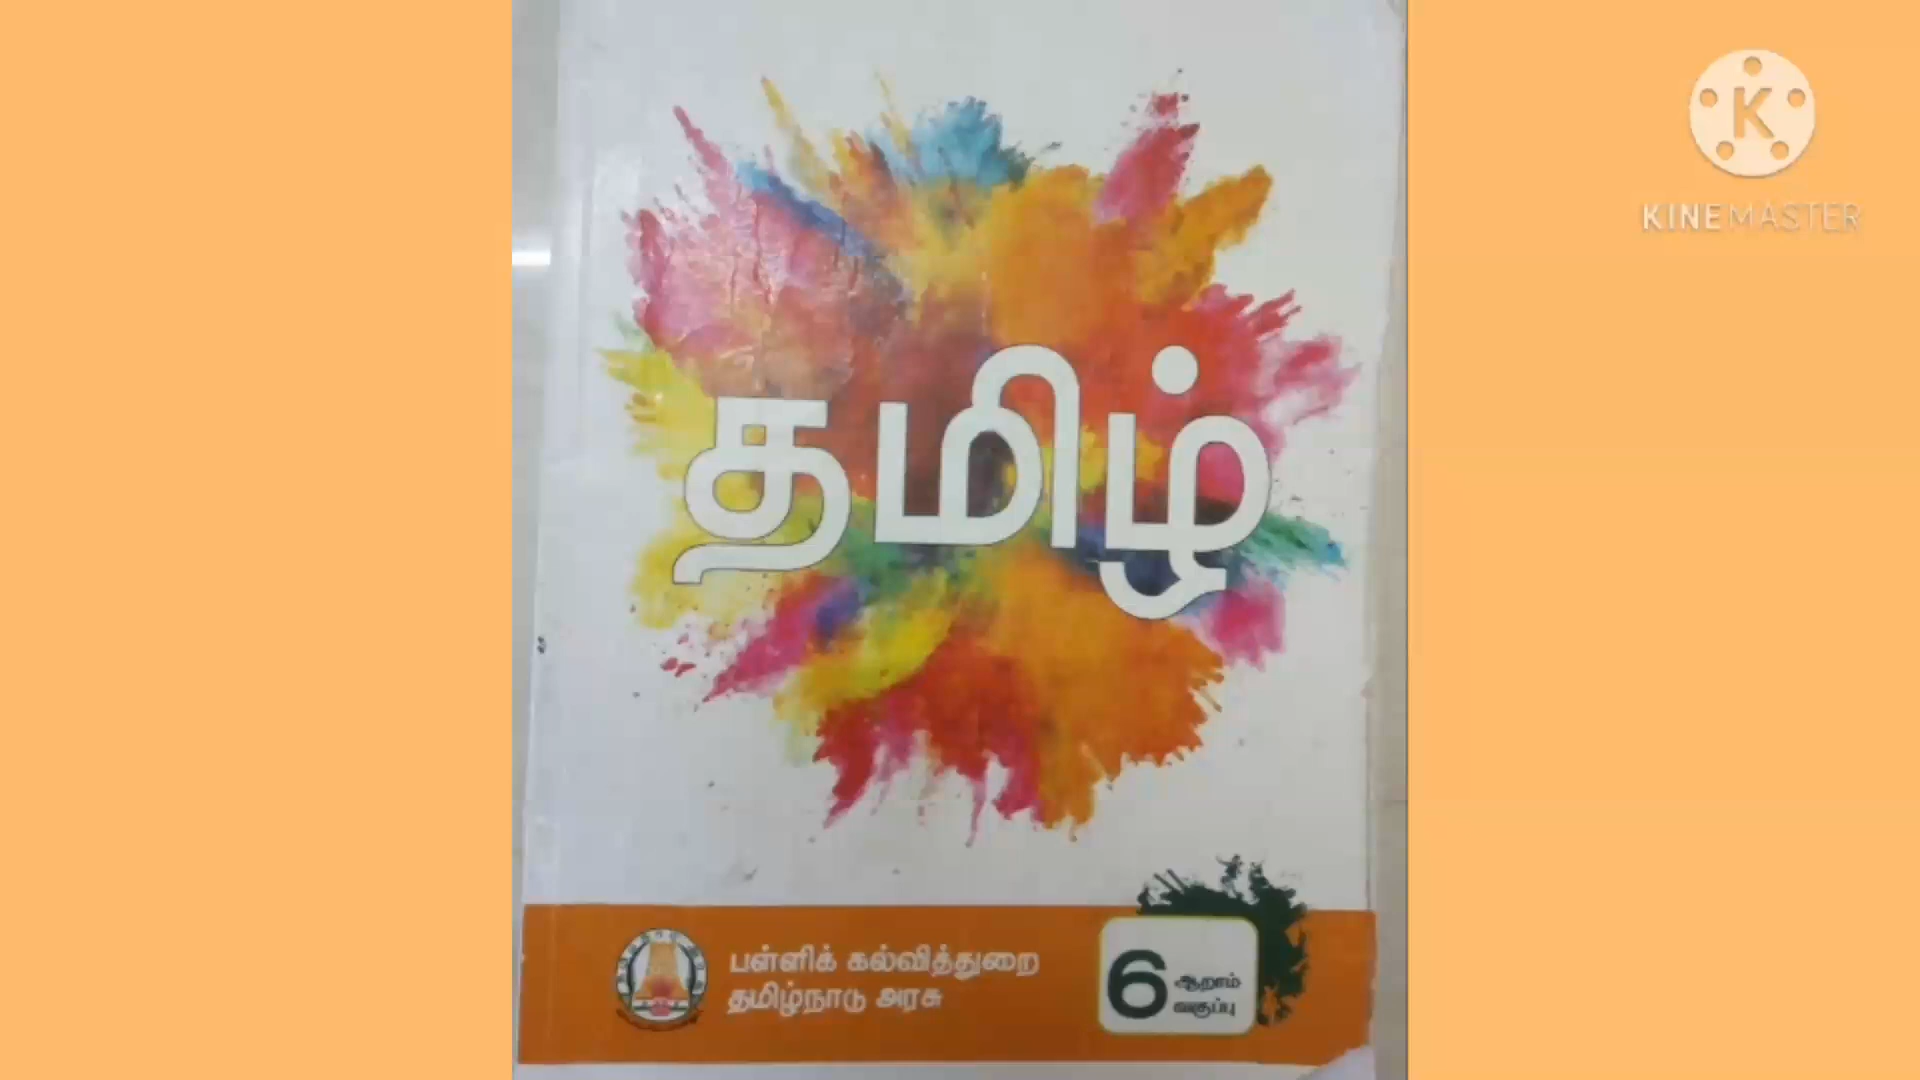 KINEMASTER
தமிழ்
பள்ளிக் கல்வித்துறை
தமிழ்நாடு அரசு
6 ஆறாம்
வகுப்பு